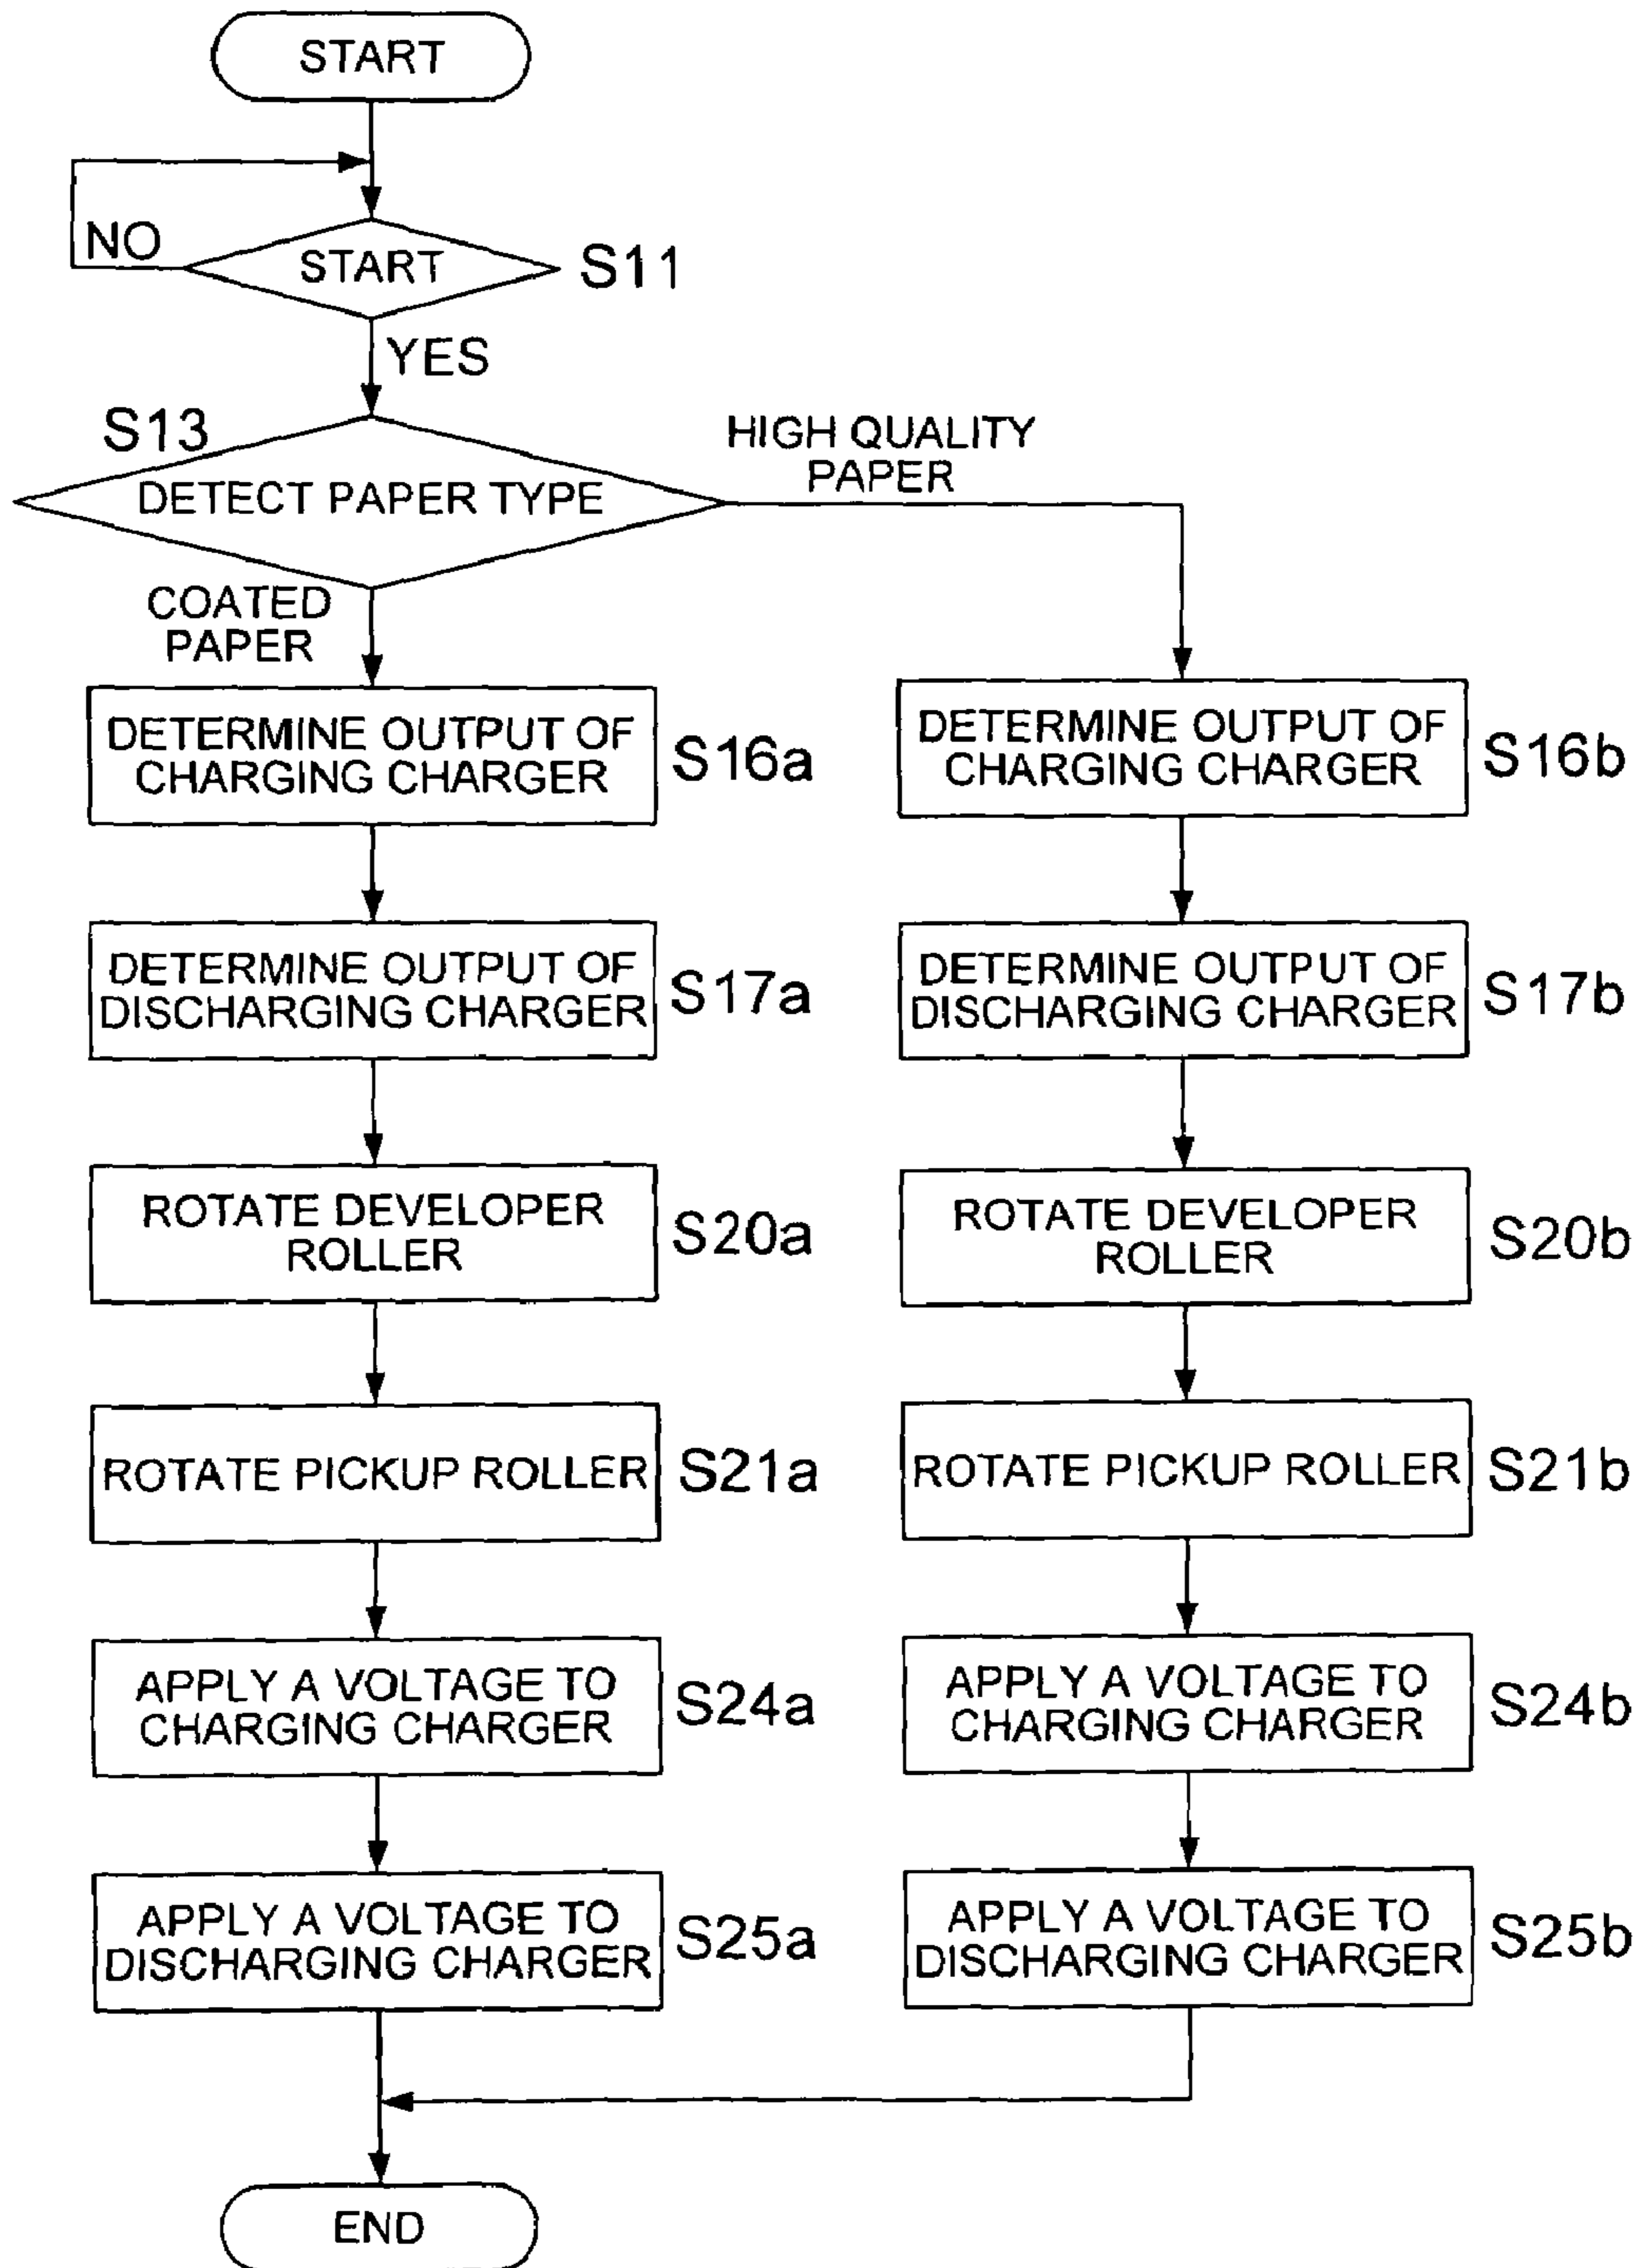 START
NO
START
S11
YES
S13
DETECT PAPER TYPE
HIGH QUALITY
PAPER
COATED
PAPER
DETERMINE OUTPUT OF
CHARGING CHARGER
S16a
DETERMINE OUTPUT OF
CHARGING CHARGER
S16b
DETERMINE OUTPUT OF
DISCHARGING CHARGER
S17a
DETERMINE OUTPUT OF
DISCHARGING CHARGER
S17b
ROTATE DEVELOPER
ROLLER
S20a
ROTATE DEVELOPER
ROLLER
S20b
ROTATE PICKUP ROLLER
S21a
ROTATE PICKUP ROLLER
S21b
APPLY A VOLTAGE TO
CHARGING CHARGER
S24a
APPLY A VOLTAGE TO
CHARGING CHARGER
S24b
APPLY A VOLTAGE TO
DISCHARGING CHARGER
S25a
APPLY A VOLTAGE TO
DISCHARGING CHARGER
S25b
END